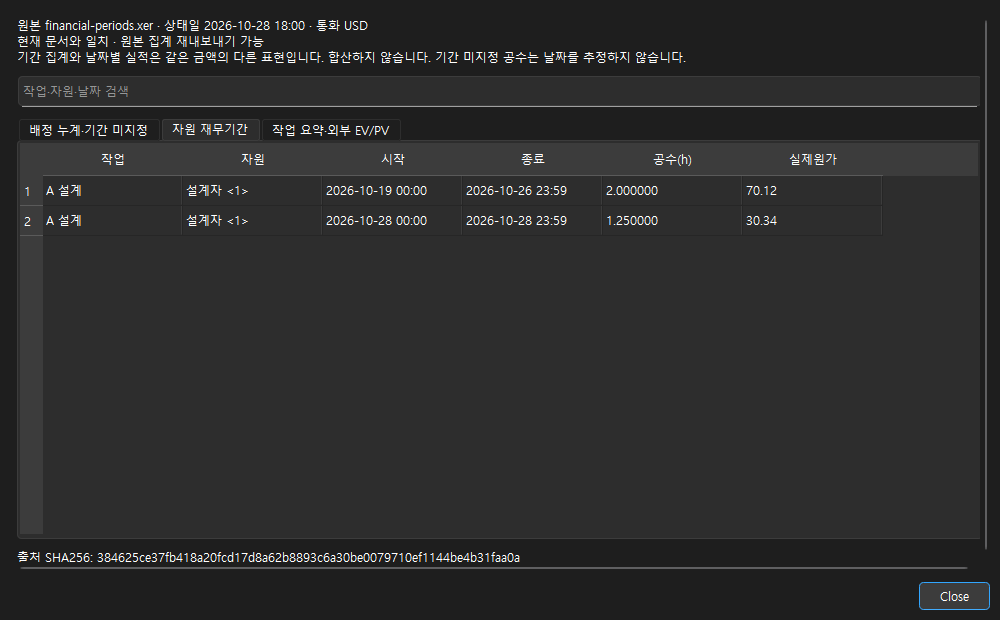 원본 financial-periods.xer · 상태일 2026-10-28 18:00 · 통화 USD
현재 문서와 일치 · 원본 집계 재내보내기 가능
기간 집계와 날짜별 실적은 같은 금액의 다른 표현입니다. 합산하지 않습니다. 기간 미지정 공수는 날짜를 추정하지 않습니다.
작업·자원·날짜 검색
배정 누계·기간 미지정 자원 재무기간 작업 요약·외부 EV/PV
작업 자원 시작 종료 공수(h) 실제원가
1 A 설계 설계자 <1> 2026-10-19 00:00 2026-10-26 23:59 2.000000 70.12
2 A 설계 설계자 <1> 2026-10-28 00:00 2026-10-28 23:59 1.250000 30.34
출처 SHA256: 384625ce37fb418a20fcd17d8a62b8893c6a30be0079710ef1144be4b31faa0a
Close